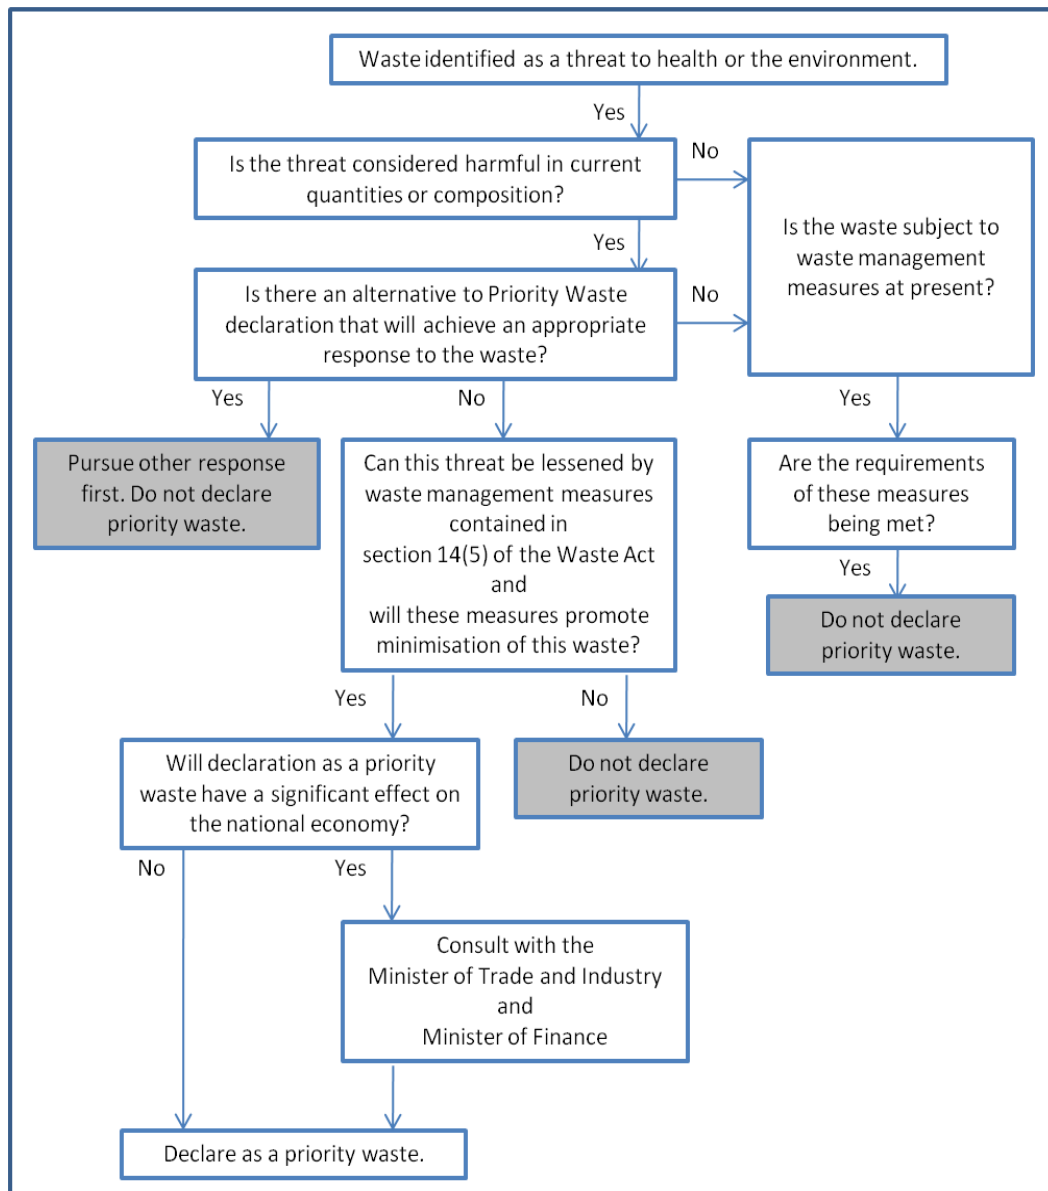 Waste identified as a threat to health or the environment.
Yes
Is the threat considered harmful in current
quantities or composition?
No
Is the waste subject to
waste management
measures at present?
Yes
Is there an alternative to Priority Waste
declaration that will achieve an appropriate
response to the waste?
No
Yes
No
Yes
Pursue other response
first. Do not declare
priority waste.
Can this threat be lessened by
waste management measures
contained in
section 14(5) of the Waste Act
and
will these measures promote
minimisation of this waste?
Are the requirements
of these measures
being met?
Yes
Do not declare
priority waste.
Yes
No
Will declaration as a priority
waste have a significant effect on
the national economy?
Do not declare
priority waste.
No
Yes
Consult with the
Minister of Trade and Industry
and
Minister of Finance
Declare as a priority waste.